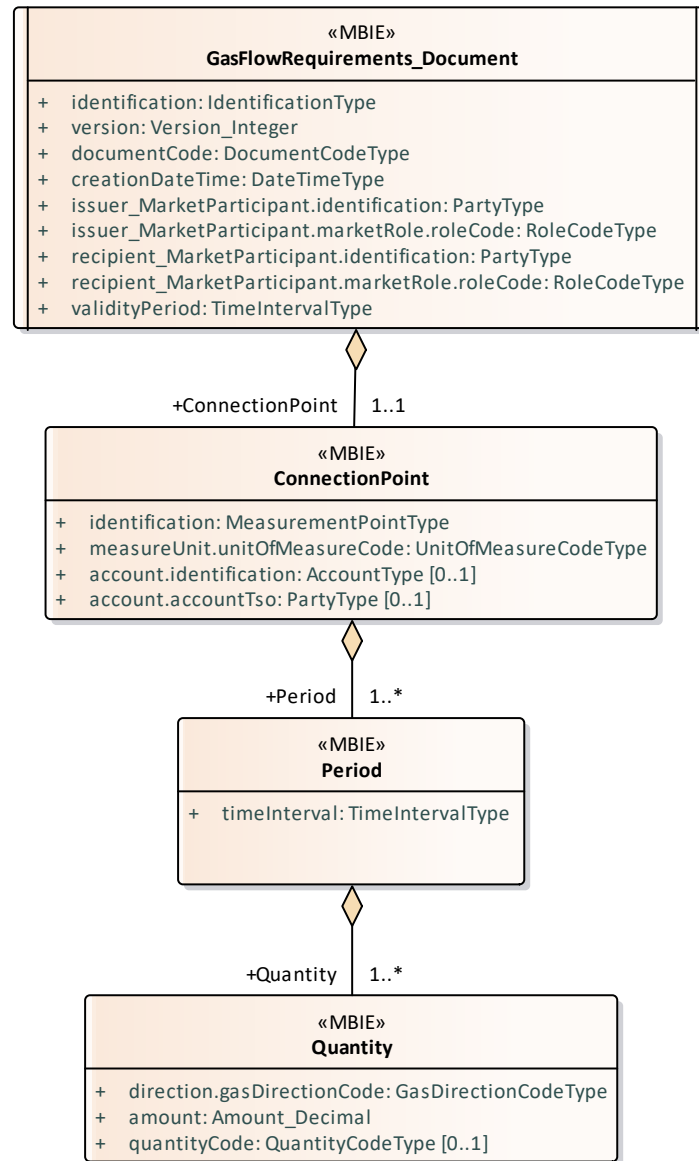 «MBIE»
GasFlowRequirements_Document
+ identification: IdentificationType
+ version: Version_Integer
+ documentCode: DocumentCodeType
+ creationDateTime: DateTimeType
+ issuer_MarketParticipant.identification: PartyType
+ issuer_MarketParticipant.marketRole.roleCode: RoleCodeType
+ recipient_MarketParticipant.identification: PartyType
+ recipient_MarketParticipant.marketRole.roleCode: RoleCodeType
+ validityPeriod: TimeIntervalType
+ConnectionPoint 1..1
«MBIE»
ConnectionPoint
+ identification: MeasurementPointType
+ measureUnit.unitOfMeasureCode: UnitOfMeasureCodeType
+ account.identification: AccountType [0..1]
+ account.accountTso: PartyType [0..1]
+Period 1..*
«MBIE»
Period
+ timeInterval: TimeIntervalType
+Quantity 1..*
«MBIE»
Quantity
+ direction.gasDirectionCode: GasDirectionCodeType
+ amount: Amount_Decimal
+ quantityCode: QuantityCodeType [0..1]